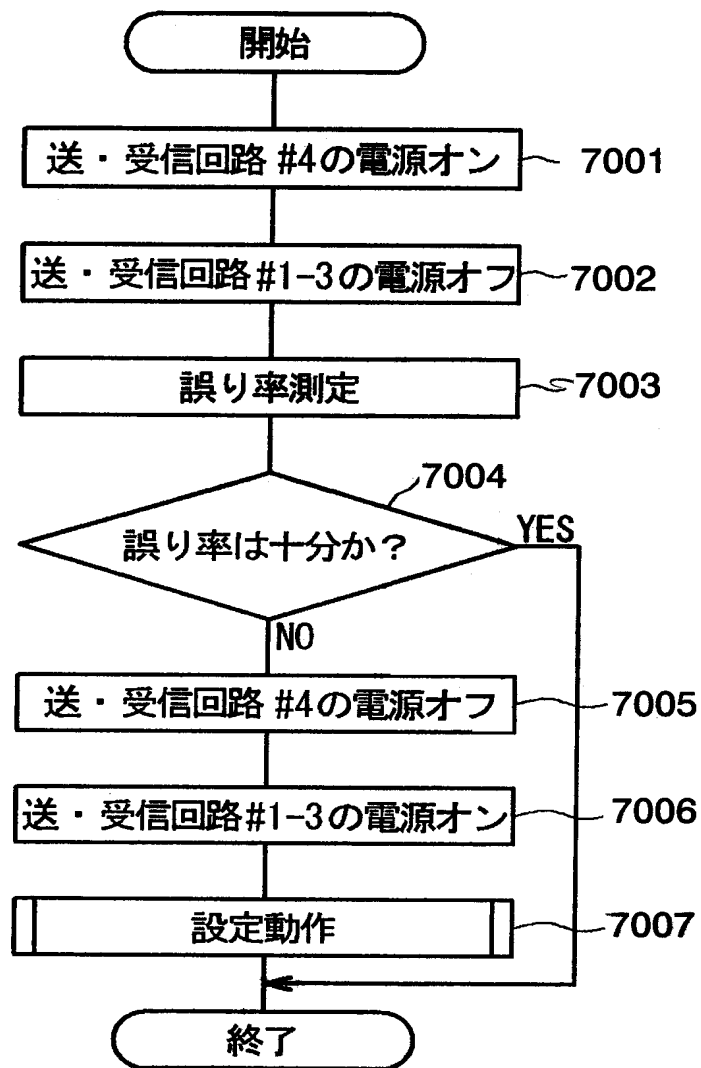 開始
送・受信回路 #4の電源オン
7001
送・受信回路#1-3の電源オフ
7002
誤り率測定
7003
7004
誤り率は十分か？
YES
NO
送・受信回路 #4の電源オフ
7005
送・受信回路#1-3の電源オン
7006
設定動作
7007
終了